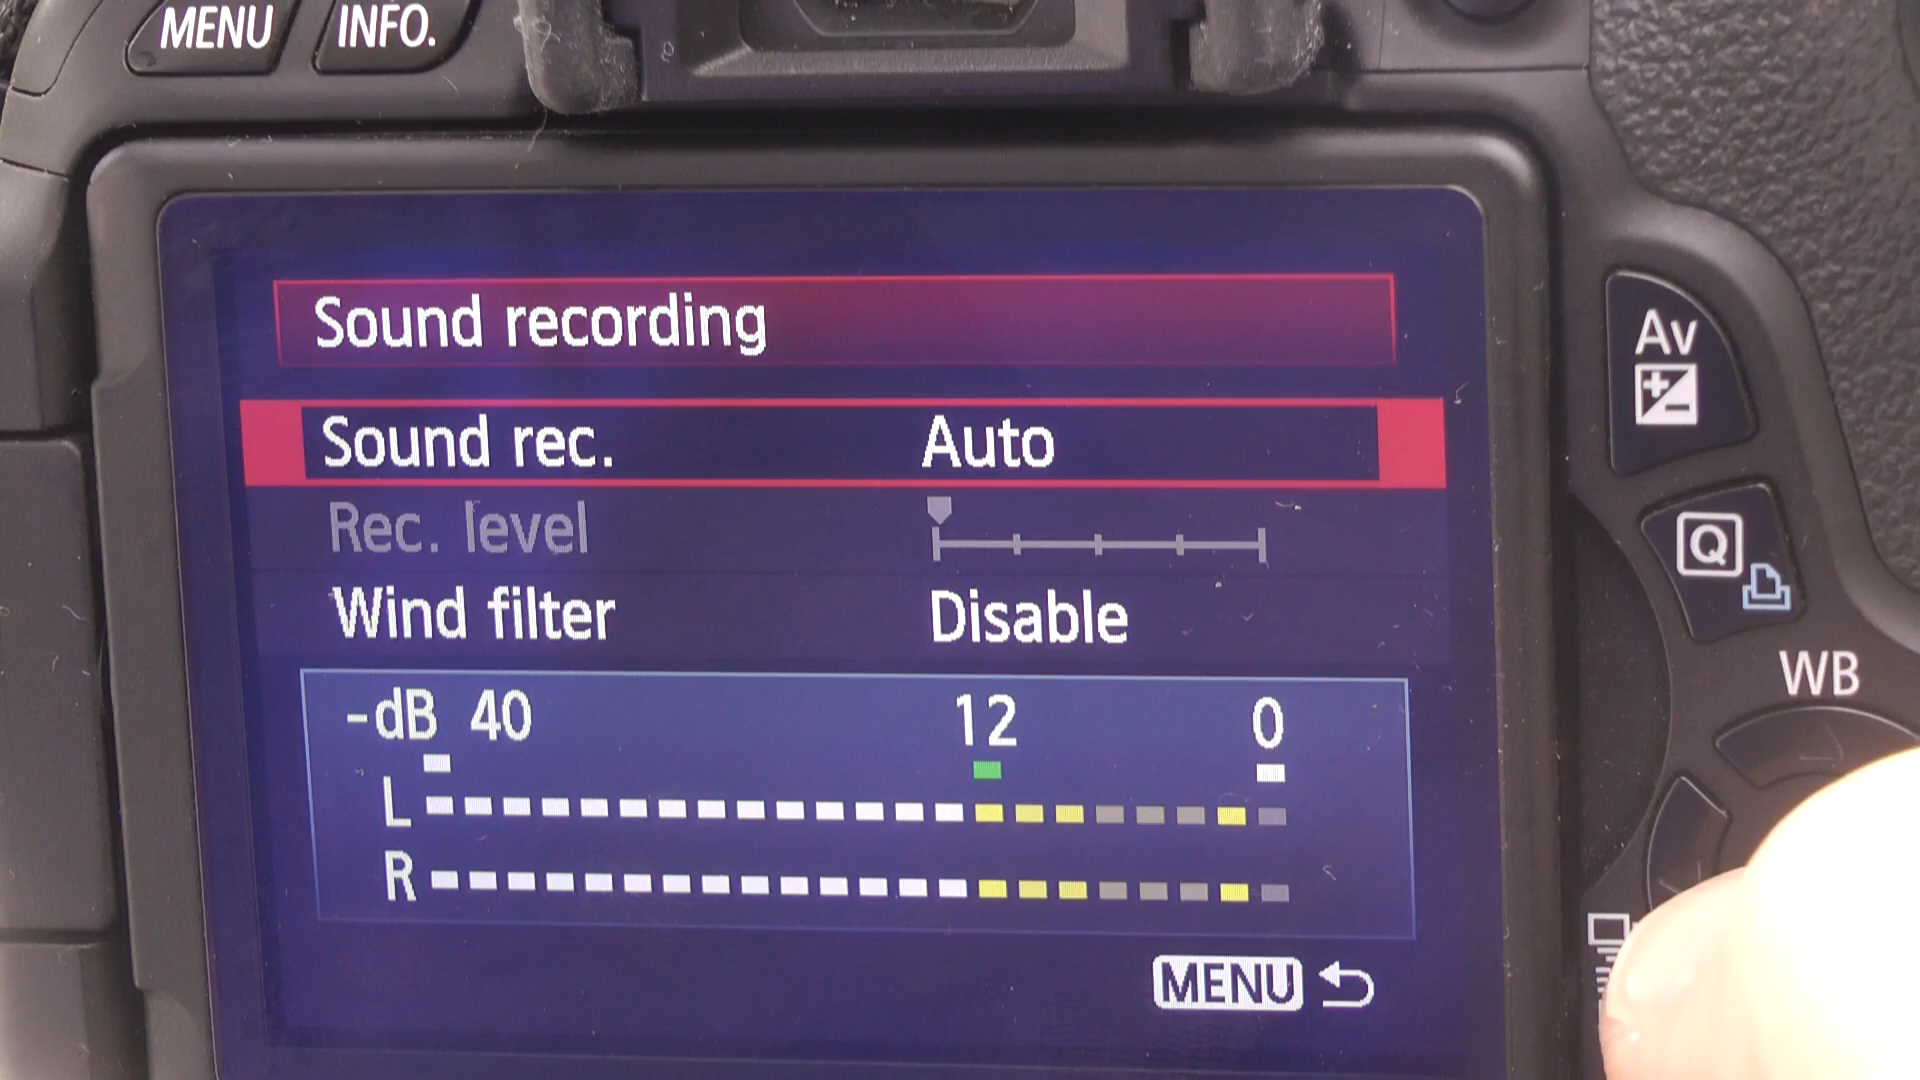 MENU INFO.
Sound recording
Sound rec. Auto
Rec. level
Wind filter Disable
-dB 40 12 0
L
R
MENU
Av
Q
WB